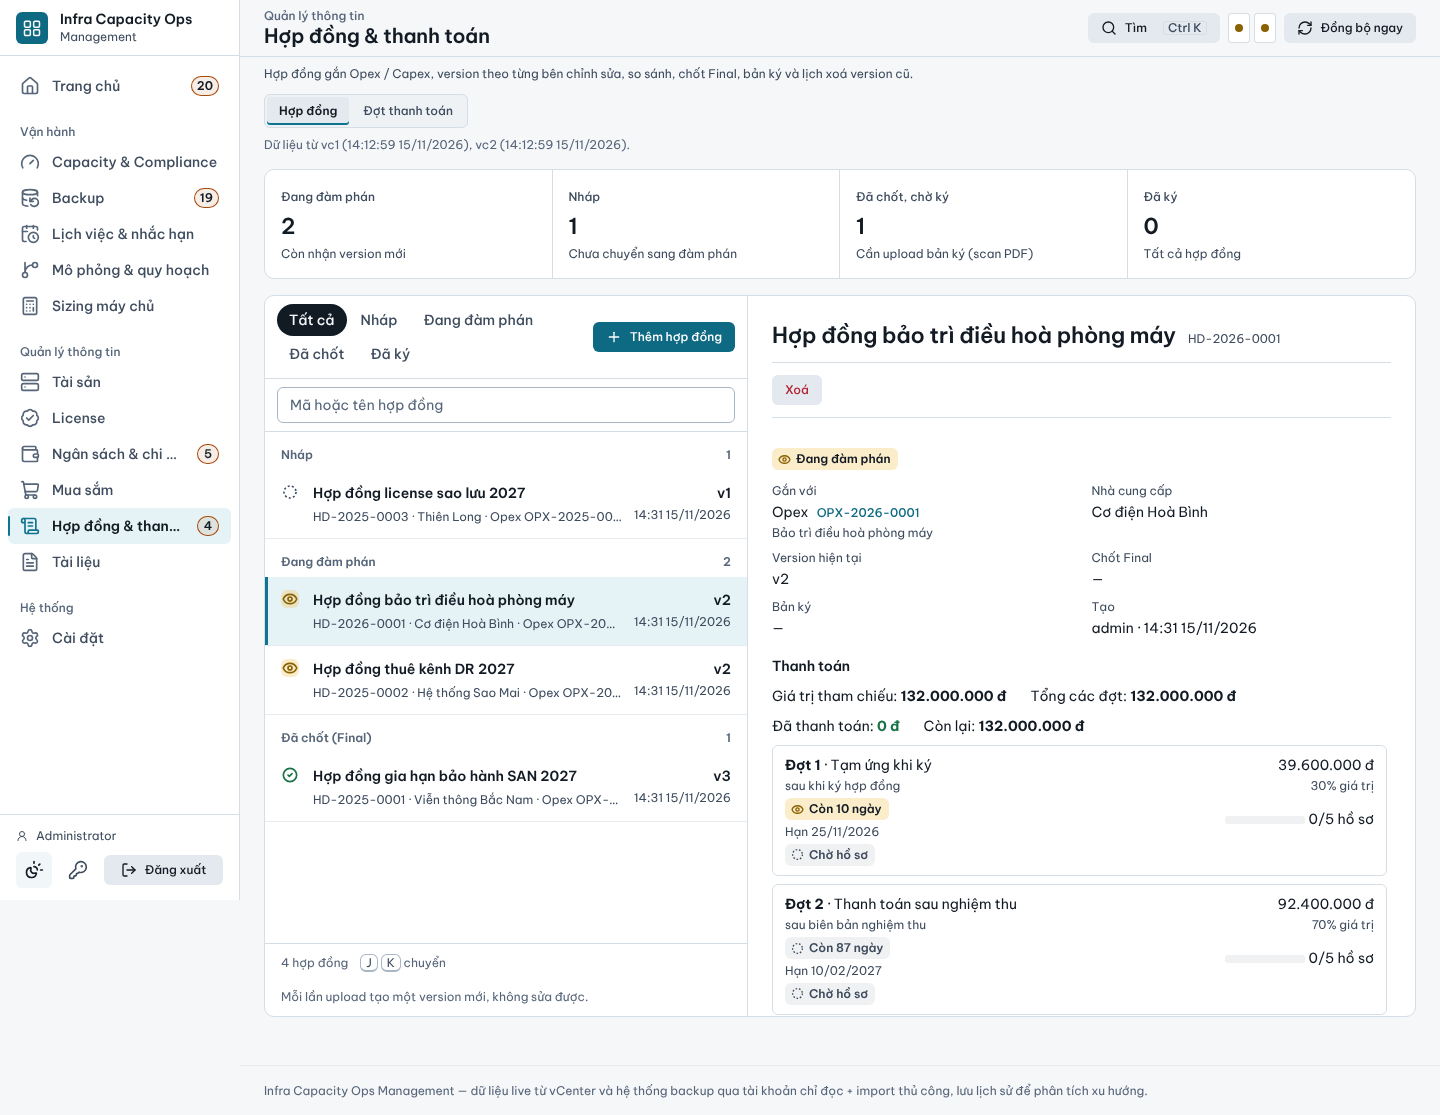 Infra Capacity Ops
Management
Trang chủ 20
Vận hành
Capacity & Compliance
Backup 19
Lịch việc & nhắc hạn
Mô phỏng & quy hoạch
Sizing máy chủ
Quản lý thông tin
Tài sản
License
Ngân sách & chi ... 5
Mua sắm
Hợp đồng & than... 4
Tài liệu
Hệ thống
Cài đặt
Administrator
Đăng xuất
Quản lý thông tin
Hợp đồng & thanh toán
Tìm Ctrl K
Đồng bộ ngay
Hợp đồng gắn Opex / Capex, version theo từng bên chỉnh sửa, so sánh, chốt Final, bản ký và lịch xoá version cũ.
Hợp đồng Đợt thanh toán
Dữ liệu từ vc1 (14:12:59 15/11/2026), vc2 (14:12:59 15/11/2026).
Đang đàm phán
2
Còn nhận version mới
Nháp
1
Chưa chuyển sang đàm phán
Đã chốt, chờ ký
1
Cần upload bản ký (scan PDF)
Đã ký
0
Tất cả hợp đồng
Tất cả Nháp Đang đàm phán
Đã chốt Đã ký
Thêm hợp đồng
Mã hoặc tên hợp đồng
Nháp 1
Hợp đồng license sao lưu 2027 v1
HD-2025-0003 · Thiên Long · Opex OPX-2025-00... 14:31 15/11/2026
Đang đàm phán 2
Hợp đồng bảo trì điều hoà phòng máy v2
HD-2026-0001 · Cơ điện Hoà Bình · Opex OPX-20... 14:31 15/11/2026
Hợp đồng thuê kênh DR 2027 v2
HD-2025-0002 · Hệ thống Sao Mai · Opex OPX-20... 14:31 15/11/2026
Đã chốt (Final) 1
Hợp đồng gia hạn bảo hành SAN 2027 v3
HD-2025-0001 · Viễn thông Bắc Nam · Opex OPX-... 14:31 15/11/2026
4 hợp đồng J K chuyển
Mỗi lần upload tạo một version mới, không sửa được.
Hợp đồng bảo trì điều hoà phòng máy HD-2026-0001
Xoá
Đang đàm phán
Gắn với
Opex OPX-2026-0001
Bảo trì điều hoà phòng máy
Nhà cung cấp
Cơ điện Hoà Bình
Version hiện tại
v2
Chốt Final
—
Bản ký
—
Tạo
admin · 14:31 15/11/2026
Thanh toán
Giá trị tham chiếu: 132.000.000 đ Tổng các đợt: 132.000.000 đ
Đã thanh toán: 0 đ Còn lại: 132.000.000 đ
Đợt 1 · Tạm ứng khi ký 39.600.000 đ
sau khi ký hợp đồng 30% giá trị
Còn 10 ngày
0/5 hồ sơ
Hạn 25/11/2026
Chờ hồ sơ
Đợt 2 · Thanh toán sau nghiệm thu 92.400.000 đ
sau biên bản nghiệm thu 70% giá trị
Còn 87 ngày
0/5 hồ sơ
Hạn 10/02/2027
Chờ hồ sơ
Infra Capacity Ops Management — dữ liệu live từ vCenter và hệ thống backup qua tài khoản chỉ đọc + import thủ công, lưu lịch sử để phân tích xu hướng.